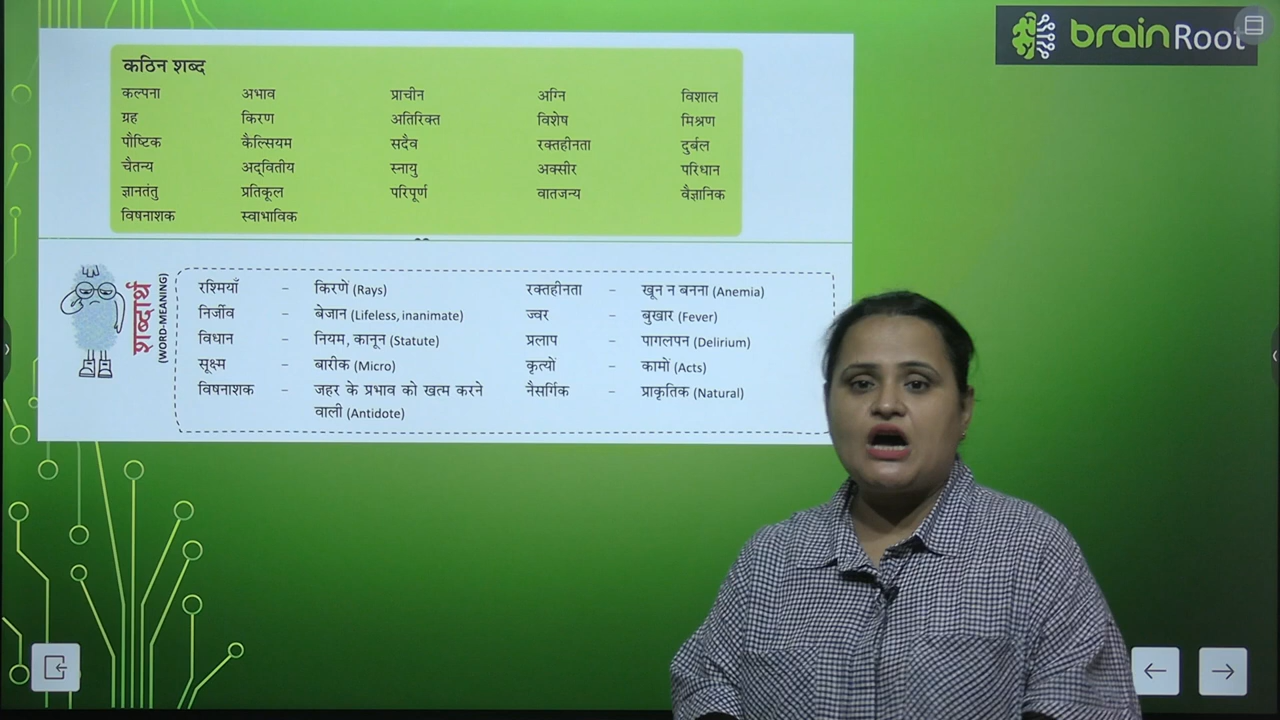 brainRoot
कठिन शब्द
कल्पना अभाव प्राचीन अग्नि विशाल
ग्रह किरण अतिरिक्त विशेष मिश्रण
पौष्टिक कैल्सियम सदैव रक्तहीनता दुर्बल
चैतन्य अद्‌वितीय स्नायु अक्सीर परिधान
ज्ञानतंतु प्रतिकूल परिपूर्ण वातजन्य वैज्ञानिक
विषनाशक स्वाभाविक
शब्दार्थ
(WORD-MEANING)
रश्मियाँ – किरणें (Rays) रक्तहीनता – खून न बनना (Anemia)
निर्जीव – बेजान (Lifeless, inanimate) ज्वर – बुखार (Fever)
विधान – नियम, कानून (Statute) प्रलाप – पागलपन (Delirium)
सूक्ष्म – बारीक (Micro) कृत्यों – कामों (Acts)
विषनाशक – जहर के प्रभाव को खत्म करने नैसर्गिक – प्राकृतिक (Natural)
वाली (Antidote)